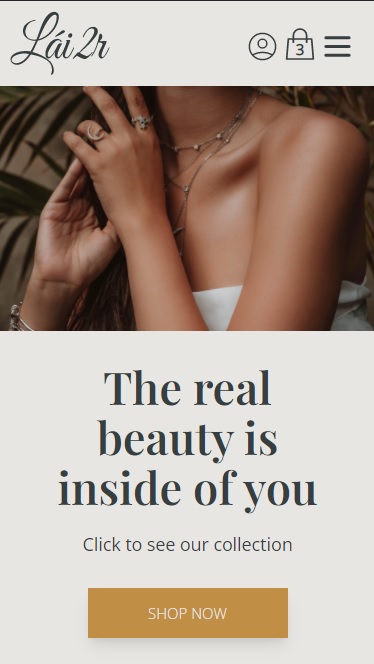 Lái2r
3
The real
beauty is
inside of you
Click to see our collection
SHOP NOW